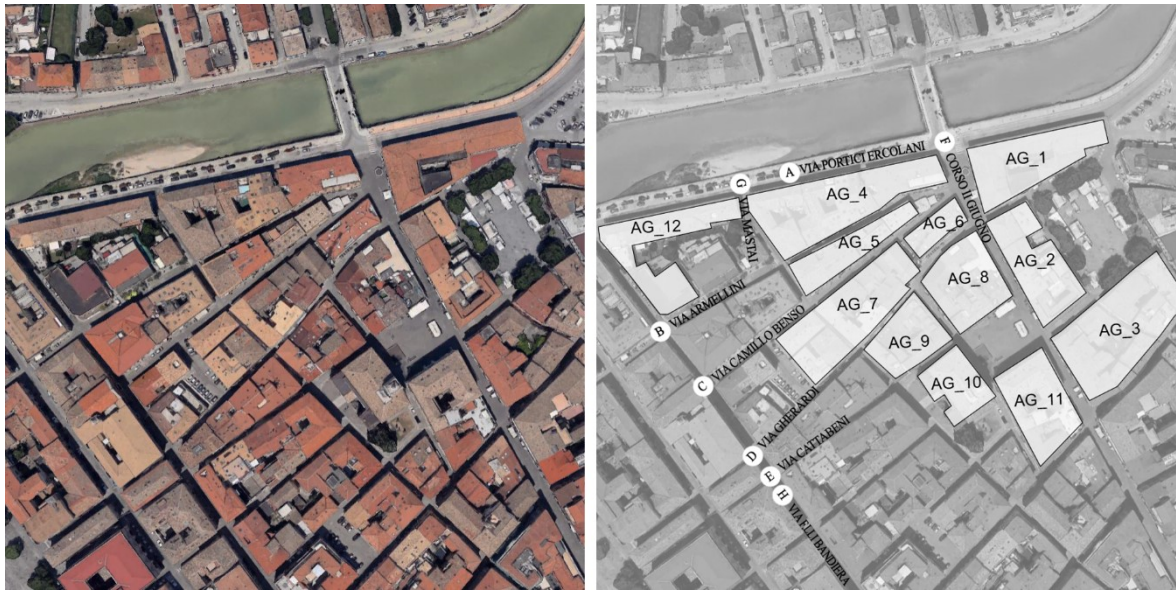 F
A VIA PORTICI ERCOLANI
AG_1
CORSO II GIUGNO
G
VIA MASTAI
AG_4
AG_6
AG_12
AG_5
AG_2
AG_8
B VIA ARMELLINI
AG_7
AG_3
AG_9
C VIA CAMILLO BENSO
AG_10
AG_11
D VIA GHERARDI
E VIA CATTABENI
H VIA F.LLI BANDIERA